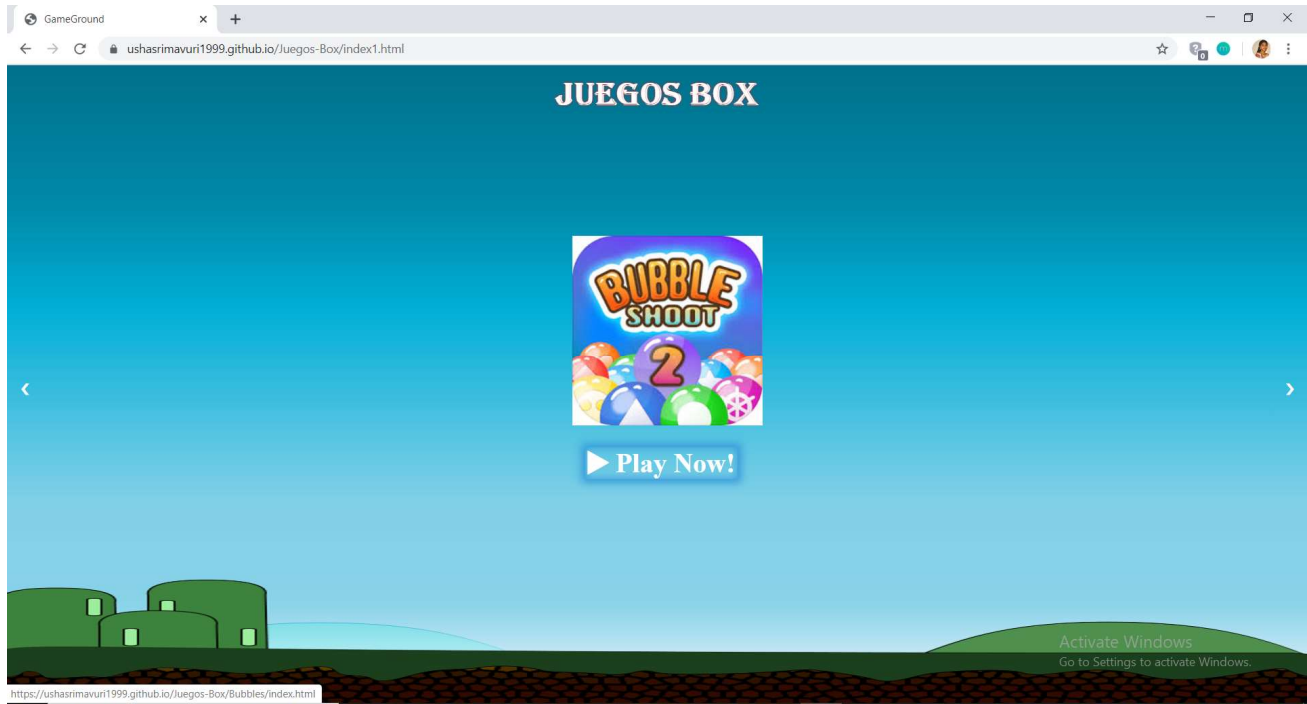 GameGround
ushasrimavuri1999.github.io/Juegos-Box/index1.html
0
m
JUEGOS BOX
BUBBLE
SHOOT
2
‹
›
▶ Play Now!
Activate Windows
Go to Settings to activate Windows.
https://ushasrimavuri1999.github.io/Juegos-Box/Bubbles/index.html